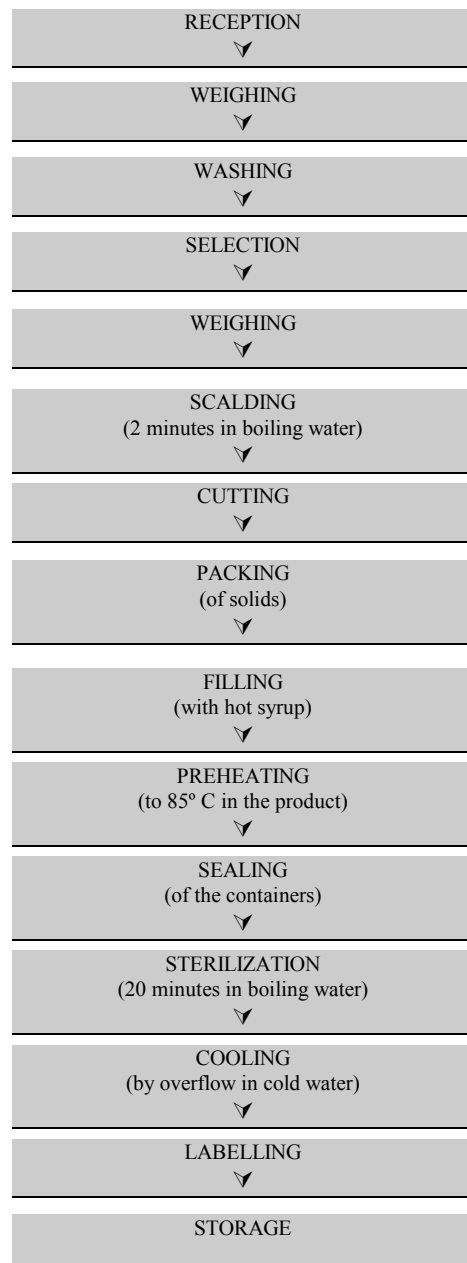 RECEPTION
WEIGHING
WASHING
SELECTION
WEIGHING
SCALDING
(2 minutes in boiling water)
CUTTING
PACKING
(of solids)
FILLING
(with hot syrup)
PREHEATING
(to 85º C in the product)
SEALING
(of the containers)
STERILIZATION
(20 minutes in boiling water)
COOLING
(by overflow in cold water)
LABELLING
STORAGE